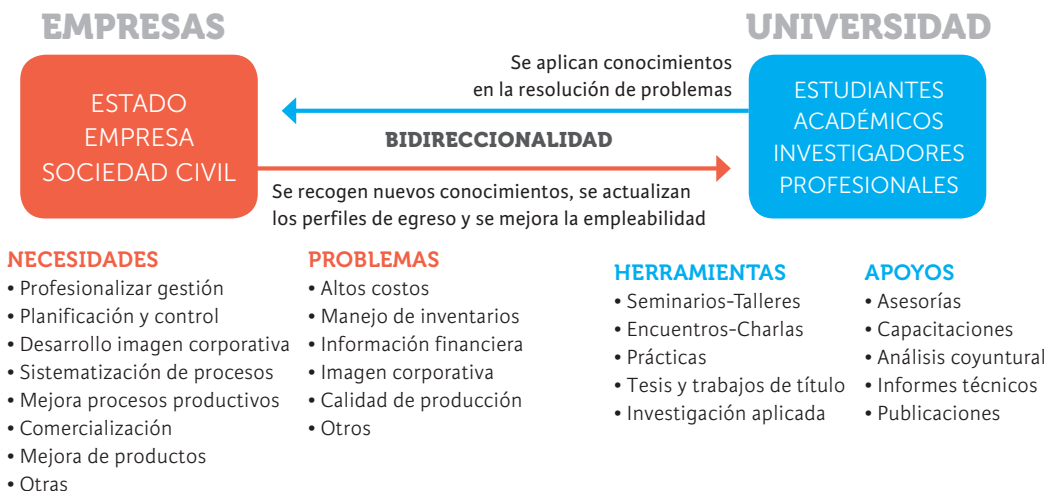 EMPRESAS
UNIVERSIDAD
ESTADO
EMPRESA
SOCIEDAD CIVIL
Se aplican conocimientos
en la resolución de problemas
BIDIRECCIONALIDAD
Se recogen nuevos conocimientos, se actualizan
los perfiles de egreso y se mejora la empleabilidad
ESTUDIANTES
ACADÉMICOS
INVESTIGADORES
PROFESIONALES
NECESIDADES
• Profesionalizar gestión
• Planificación y control
• Desarrollo imagen corporativa
• Sistematización de procesos
• Mejora procesos productivos
• Comercialización
• Mejora de productos
• Otras
PROBLEMAS
• Altos costos
• Manejo de inventarios
• Información financiera
• Imagen corporativa
• Calidad de producción
• Otros
HERRAMIENTAS
• Seminarios-Talleres
• Encuentros-Charlas
• Prácticas
• Tesis y trabajos de título
• Investigación aplicada
APOYOS
• Asesorías
• Capacitaciones
• Análisis coyuntural
• Informes técnicos
• Publicaciones